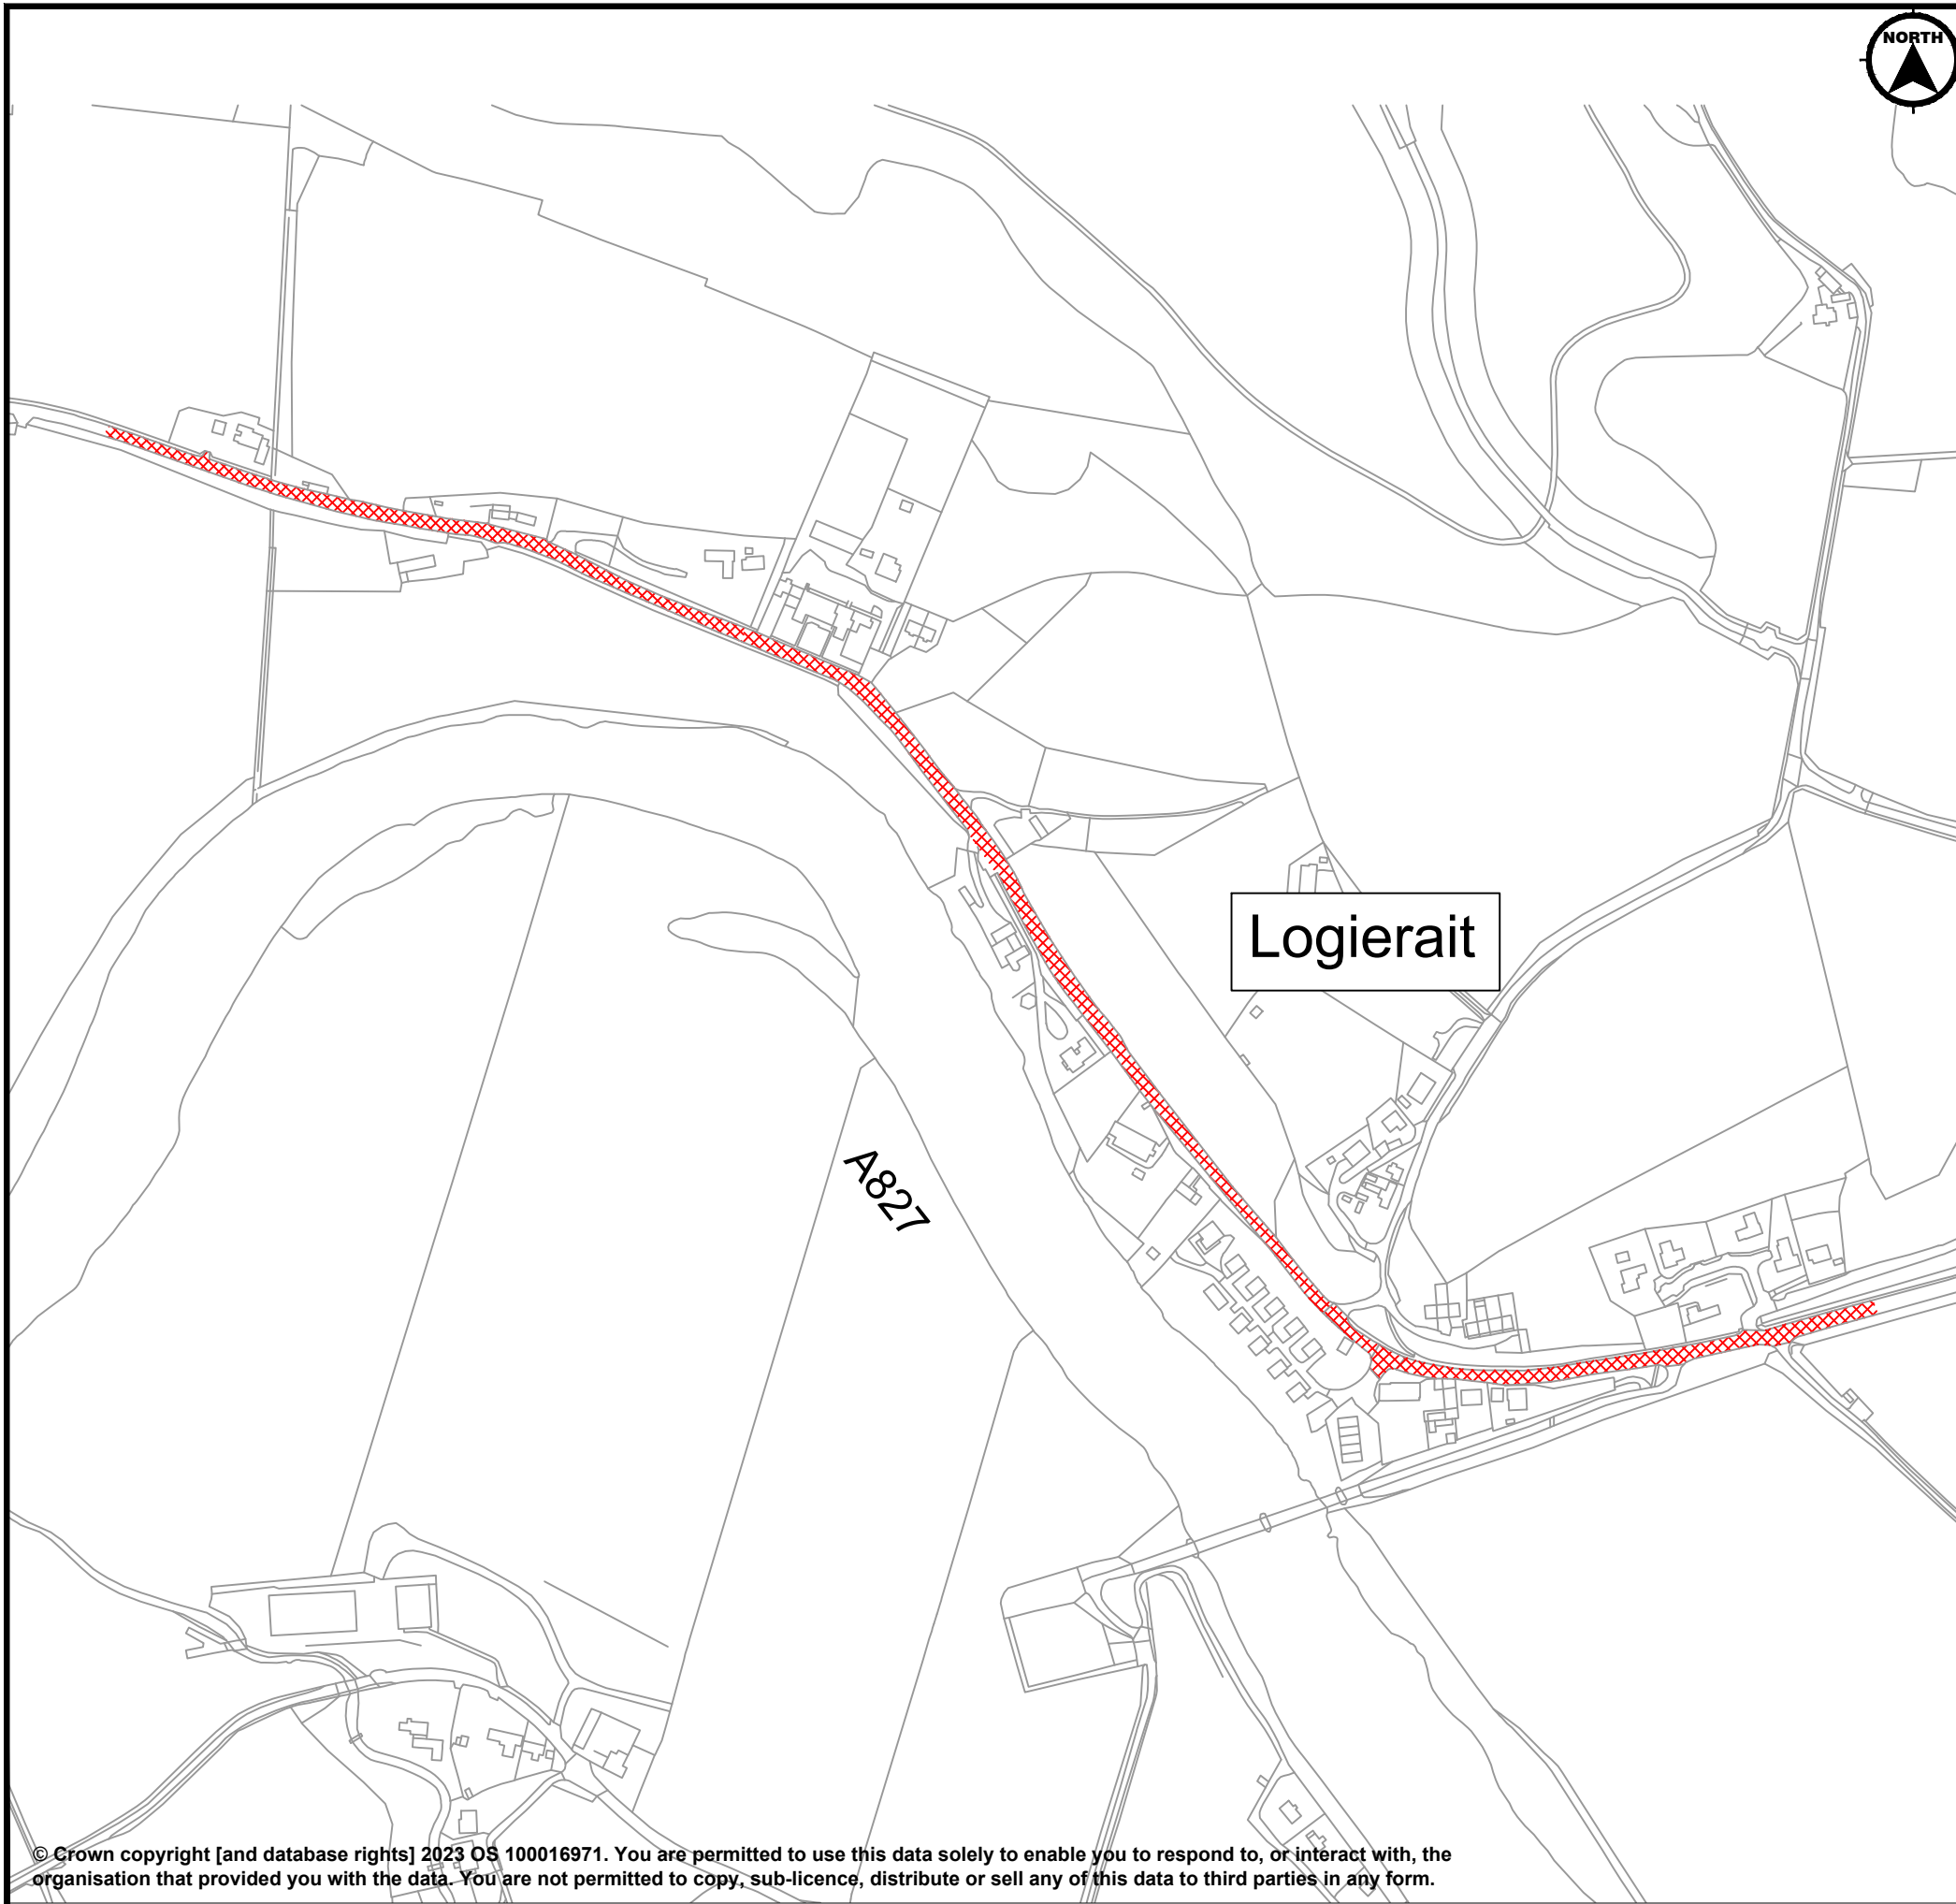 NORTH
Logierait
A827
© Crown copyright [and database rights] 2023 OS 100016971. You are permitted to use this data solely to enable you to respond to, or interact with, the
organisation that provided you with the data. You are not permitted to copy, sub-licence, distribute or sell any of this data to third parties in any form.